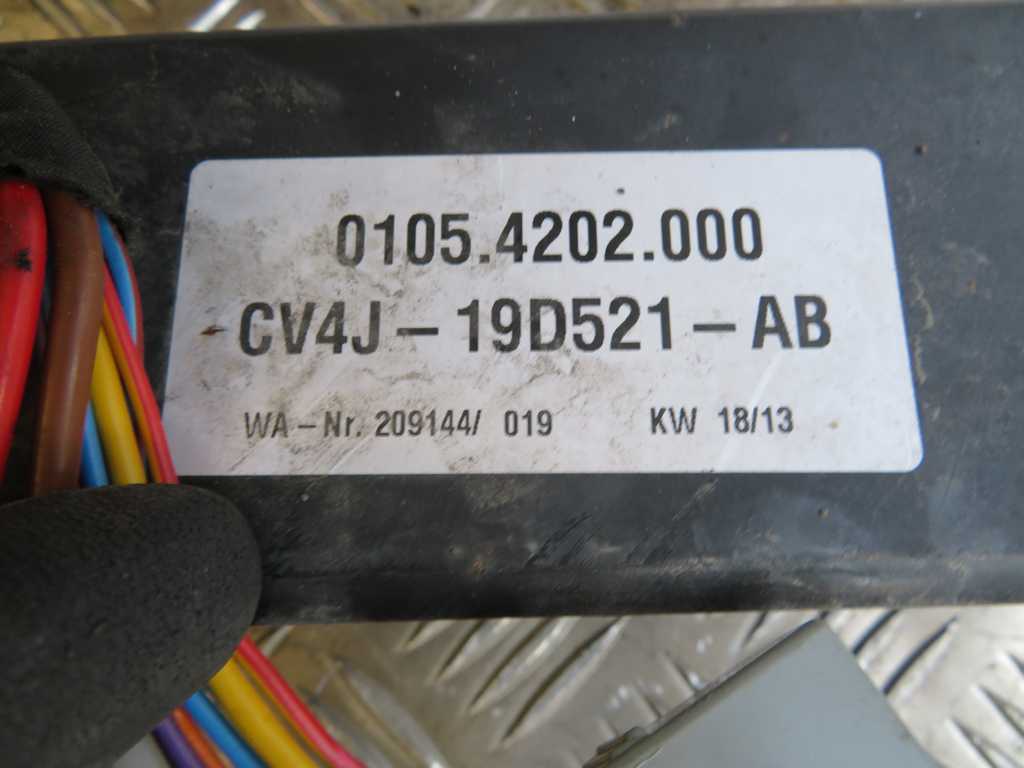 0105.4202.000
CV4J-19D521-AB
WA-Nr. 209144/ 019 KW 18/13